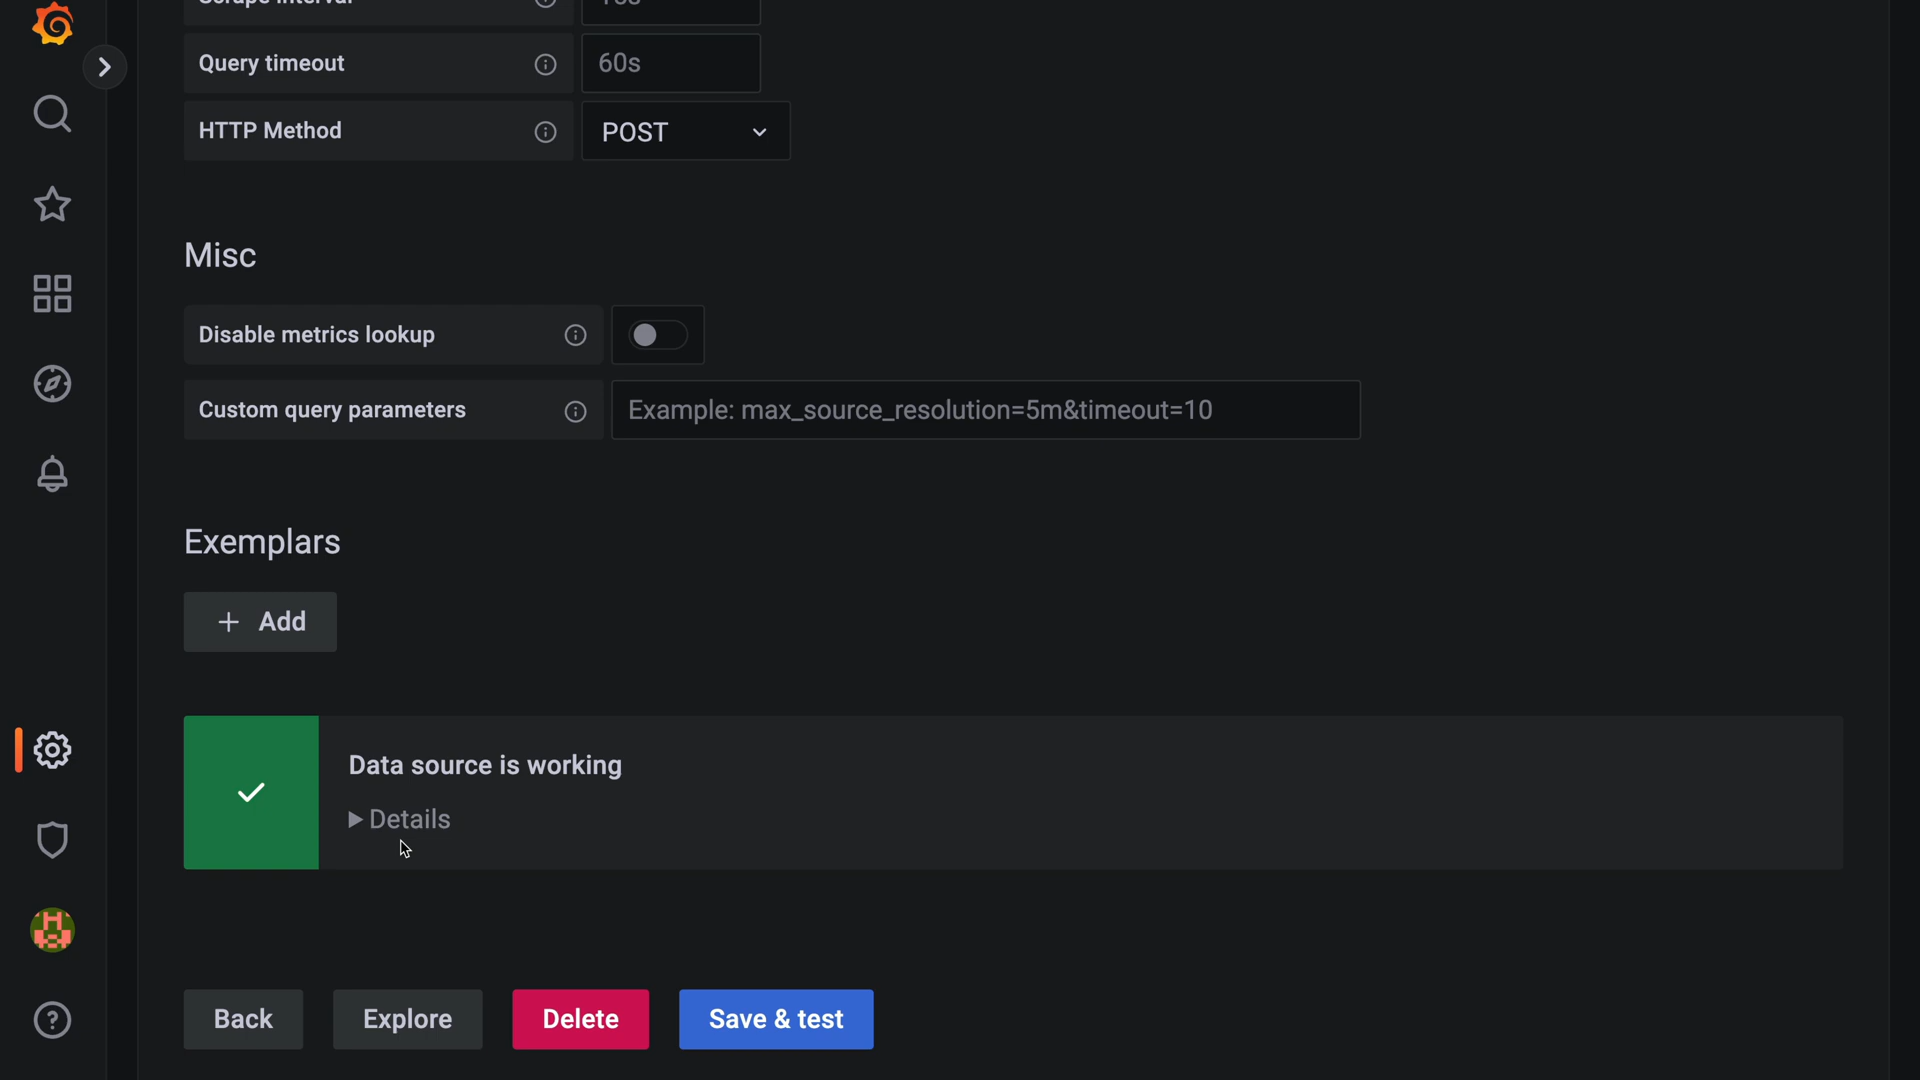 Query timeout
60s
HTTP Method
POST
Misc
Disable metrics lookup
Custom query parameters
Example: max_source_resolution=5m&timeout=10
Exemplars
Add
Data source is working
Details
Back
Explore
Delete
Save & test